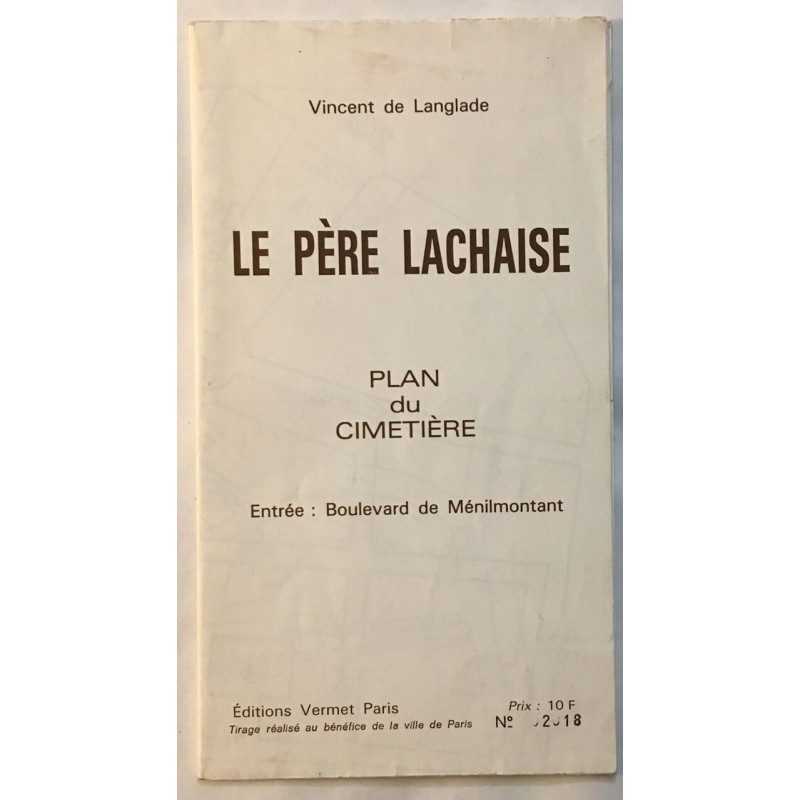 Vincent de Langlade
LE PÈRE LACHAISE
PLAN
du
CIMETIÈRE
Entrée : Boulevard de Ménilmontant
Éditions Vermet Paris
Tirage réalisé au bénéfice de la ville de Paris
Prix : 10 F
Nº